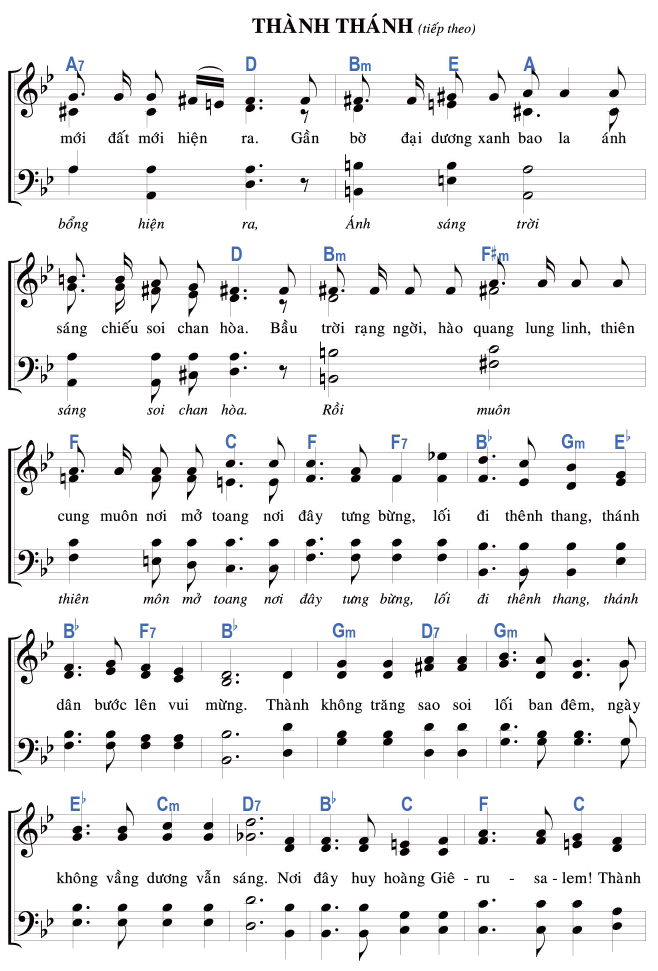 THÀNH THÁNH (tiếp theo)
A7 D Bm E A
mới đất mới hiện ra. Gần bờ đại dương xanh bao la ánh
bổng hiện ra, Ánh sáng trời
D Bm F♯m
sáng chiếu soi chan hòa. Bầu trời rạng ngời, hào quang lung linh, thiên
sáng soi chan hòa. Rồi muôn
F C F F7 B♭ Gm E♭
cung muôn nơi mở toang nơi đây tưng bừng, lối đi thênh thang, thánh
thiên môn mở toang nơi đây tưng bừng, lối đi thênh thang, thánh
B♭ F7 B♭ Gm D7 Gm
dân bước lên vui mừng. Thành không trăng sao soi lối ban đêm, ngày
E♭ Cm D7 B♭ C F C
không vầng dương vẫn sáng. Nơi đây huy hoàng Giê - ru - sa - lem! Thành